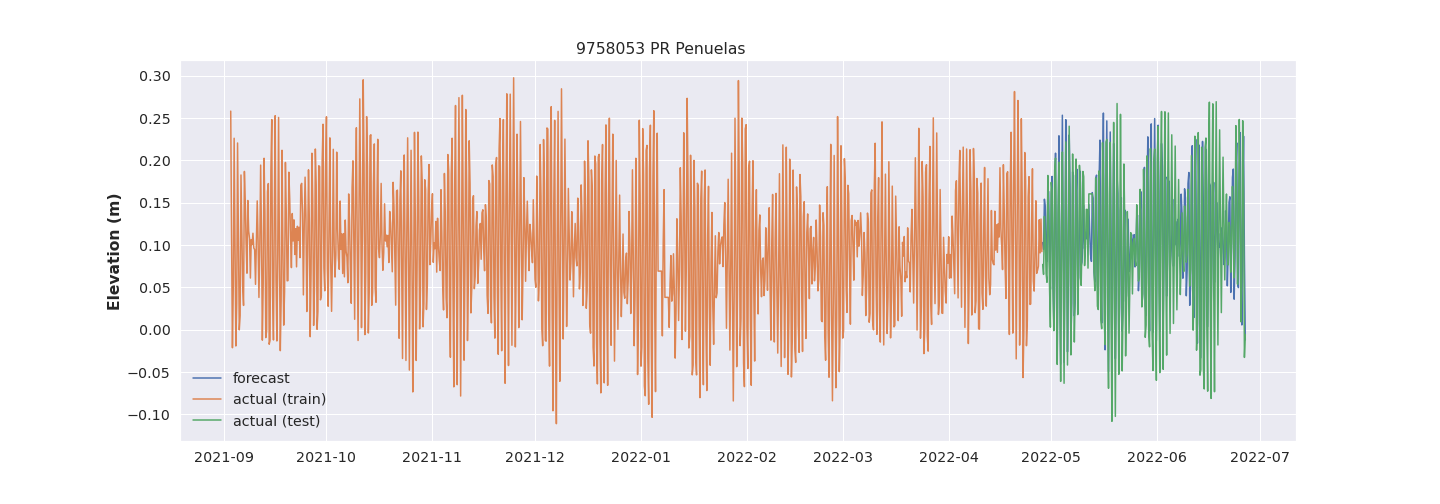 9758053 PR Penuelas
0.30
0.25
0.20
0.15
0.10
0.05
0.00
−0.05
−0.10
Elevation (m)
forecast
actual (train)
actual (test)
2021-09 2021-10 2021-11 2021-12 2022-01 2022-02 2022-03 2022-04 2022-05 2022-06 2022-07